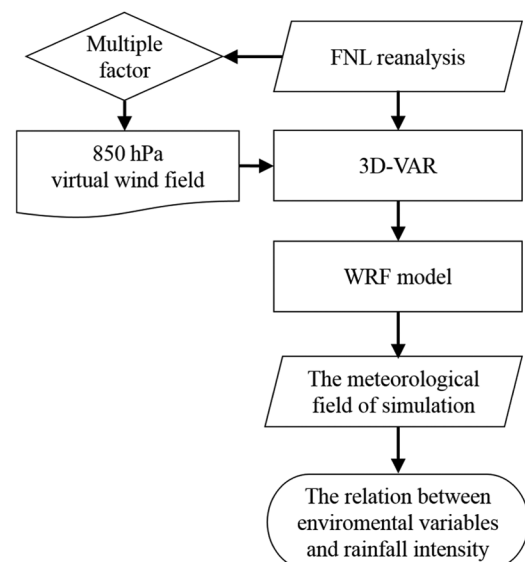 Multiple
factor
FNL reanalysis
850 hPa
virtual wind field
3D-VAR
WRF model
The meteorological
field of simulation
The relation between
enviromental variables
and rainfall intensity